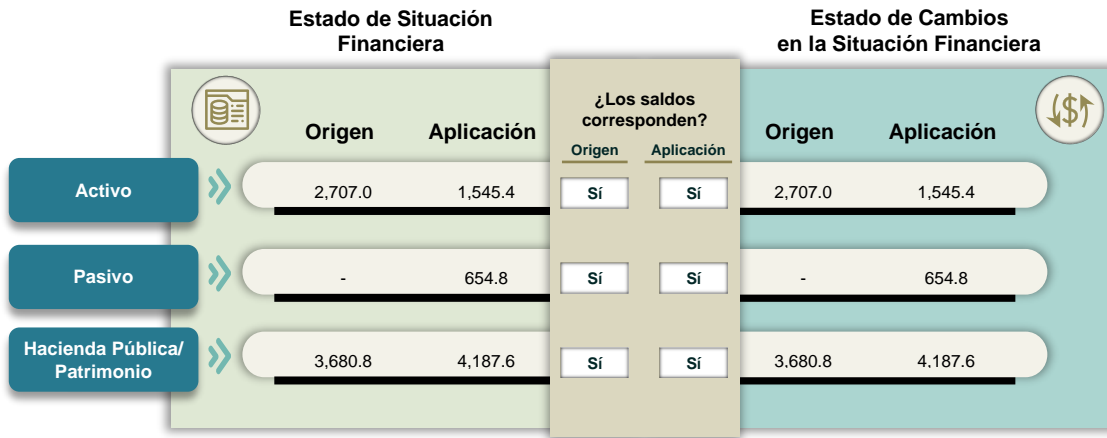 Estado de Situación
Financiera
Estado de Cambios
en la Situación Financiera
¿Los saldos
corresponden?
Origen Aplicación
Origen Aplicación
Origen Aplicación
Activo
2,707.0 1,545.4 Sí Sí 2,707.0 1,545.4
Pasivo
- 654.8 Sí Sí - 654.8
Hacienda Pública/
Patrimonio
3,680.8 4,187.6 Sí Sí 3,680.8 4,187.6